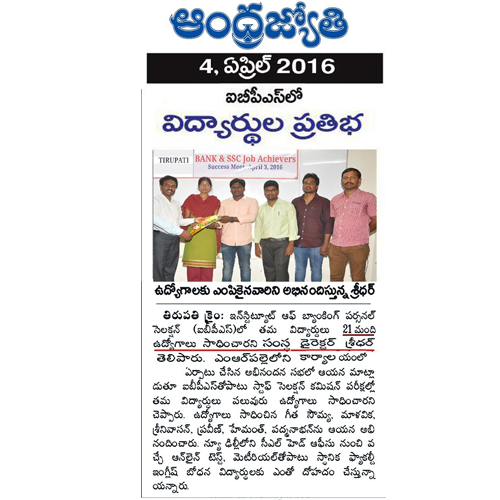 ఆంధ్రజ్యోతి
4, ఏప్రిల్ 2016
ఐబీపీఎస్‌లో
విద్యార్థుల ప్రతిభ
TIRUPATI
BANK & SSC Job Achievers
Success Meet April 3, 2016
ఉద్యోగాలకు ఎంపికైనవారిని అభినందిస్తున్న శ్రీధర్
తిరుపతి క్రైం: ఇన్‌స్టిట్యూట్ ఆఫ్ బ్యాంకింగ్ పర్సనల్
సెలక్షన్ (ఐబీపీఎస్)లో తమ విద్యార్థులు 21మంది
ఉద్యోగాలు సాధించారని సంస్థ డైరెక్టర్ శ్రీధర్
తెలిపారు. ఎంఆర్‌పల్లెలోని కార్యాల యంలో
ఏర్పాటు చేసిన అభినందన సభలో ఆయన మాట్లా
డుతూ ఐబీపీఎస్‌తోపాటు స్టాఫ్ సెలక్షన్ కమిషన్ పరీక్షల్లో
తమ విద్యార్థులు పలువురు ఉద్యోగాలు సాధించారని
చెప్పారు. ఉద్యోగాలు సాధించిన గీత సౌమ్య, మాళవిక,
శ్రీనివాసన్, ప్రవీణ్, హేమంత్, పద్మనాభన్‌ను ఆయన అభి
నందించారు. న్యూ ఢిల్లీలోని సీఎల్ హెడ్ ఆఫీసు నుంచి వ
చ్చే ఆన్‌లైన్ టెస్ట్, మెటీరియల్‌తోపాటు స్థానిక ఫ్యాకల్టీ
ఇంగ్లీష్ బోధన విద్యార్థులకు ఎంతో దోహదం చేస్తున్నా
యన్నారు.